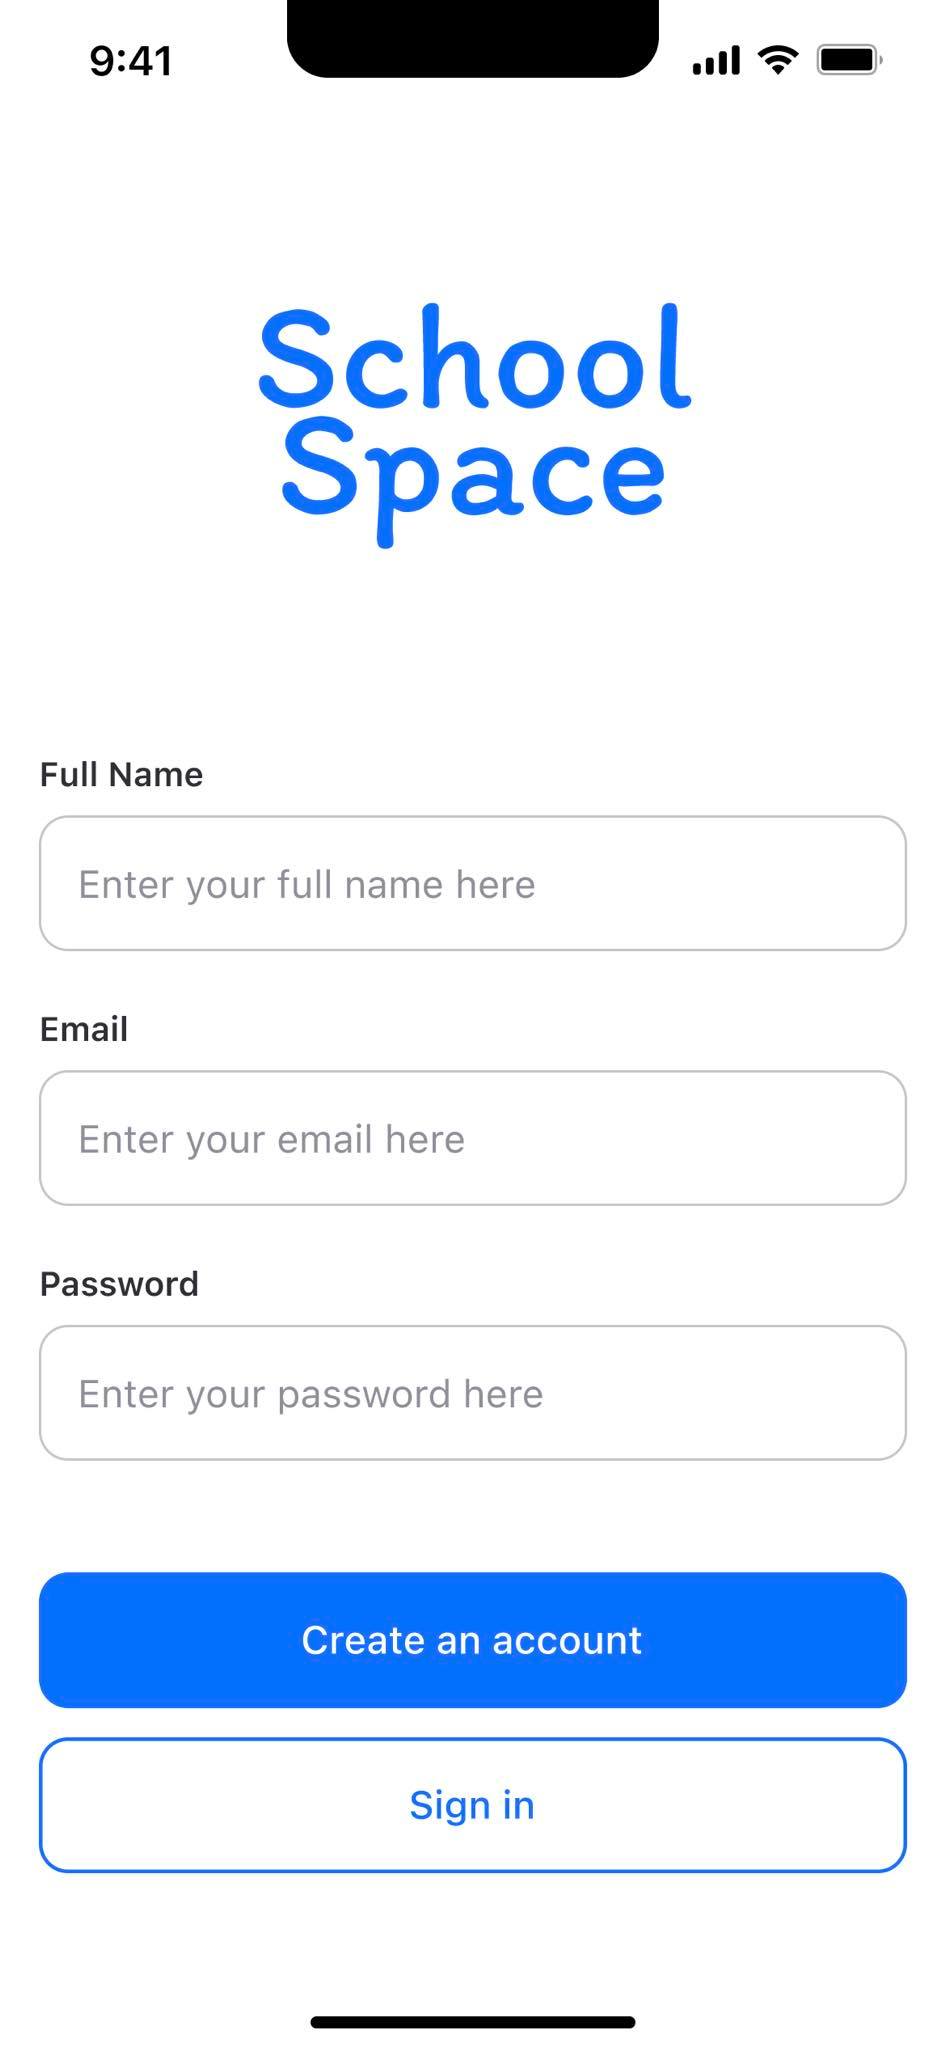 9:41
School
Space
Full Name
Enter your full name here
Email
Enter your email here
Password
Enter your password here
Create an account
Sign in